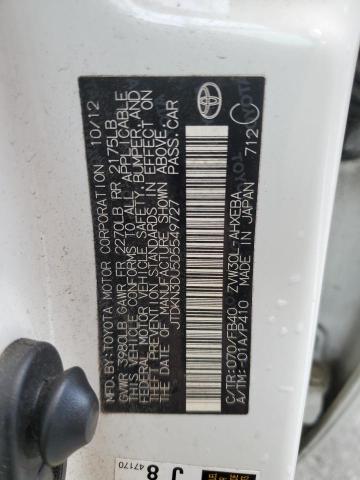 MFD.BY:TOYOTA MOTOR CORPORATION 10/12
GVWR 3980LB GAWR FR 2270LB RR 2175LB
THIS VEHICLE CONFORMS TO ALL APPLICABLE
FEDERAL MOTOR VEHICLE SAFETY, BUMPER, AND
THEFT PREVENTION STANDARDS IN EFFECT ON
THE DATE OF MANUFACTURE SHOWN ABOVE.
JTDKN3DU6D5549727 PASS.CAR
C/TR:070/FB40 ZVW30L-AHXEBA
A/TM:-01A/P410 MADE IN JAPAN
712C
47170
J 8